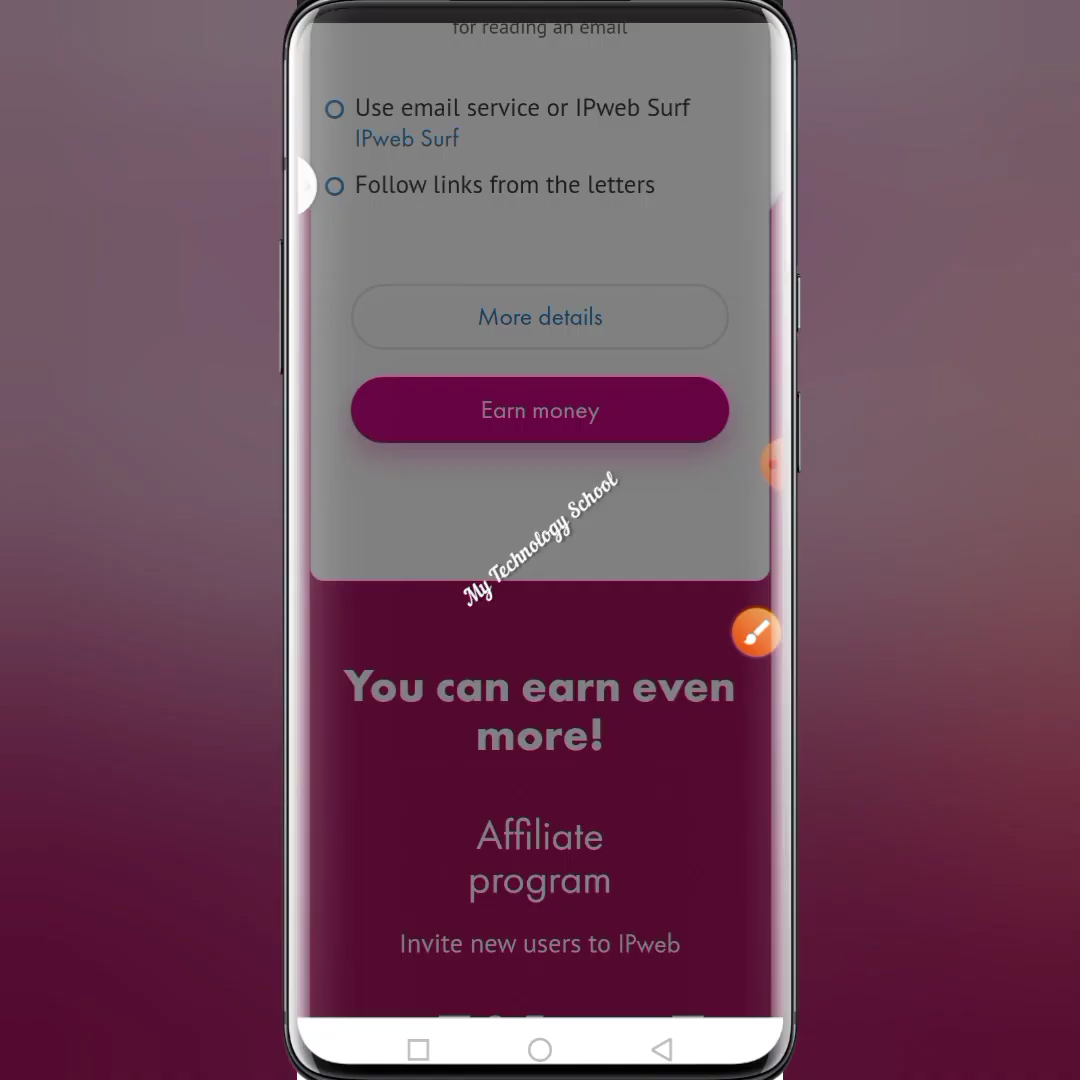 for reading an email
Use email service or IPweb Surf
IPweb Surf
Follow links from the letters
More details
Earn money
My Technology School
You can earn even
more!
Affiliate
program
Invite new users to IPweb